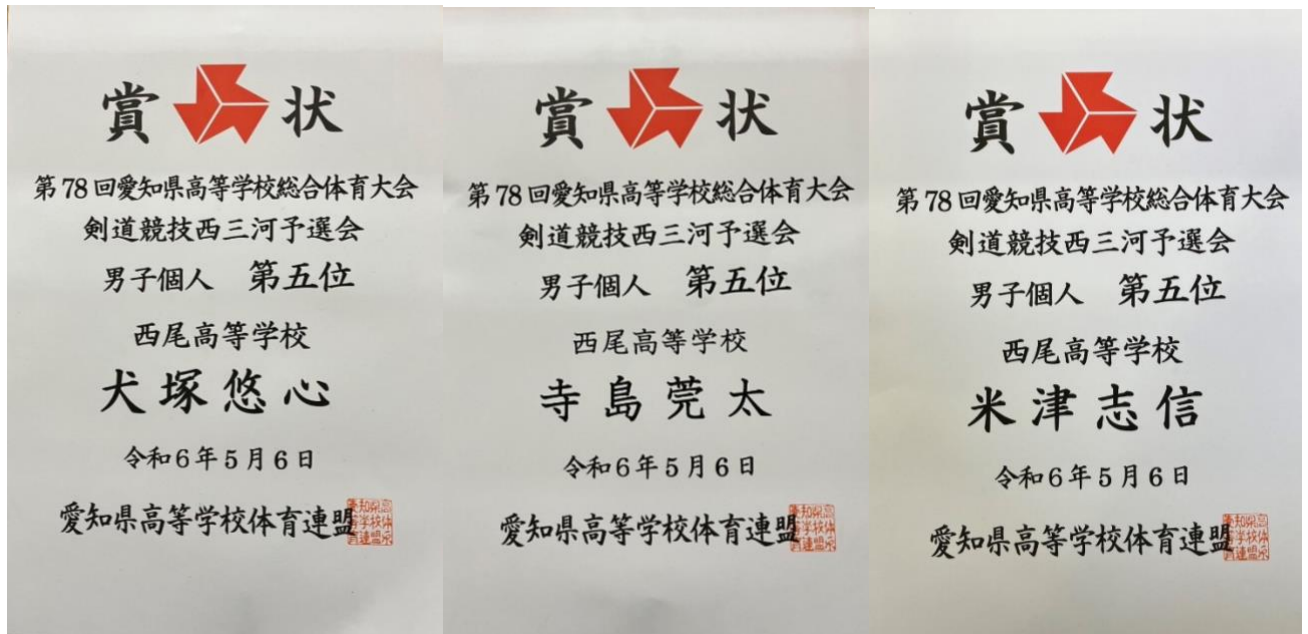 賞状
第78回愛知県高等学校総合体育大会
剣道競技西三河予選会
男子個人 第五位
西尾高等学校
犬塚悠心
令和6年5月6日
愛知県高等学校体育連盟
賞状
第78回愛知県高等学校総合体育大会
剣道競技西三河予選会
男子個人 第五位
西尾高等学校
寺島莞太
令和6年5月6日
愛知県高等学校体育連盟
賞状
第78回愛知県高等学校総合体育大会
剣道競技西三河予選会
男子個人 第五位
西尾高等学校
米津志信
令和6年5月6日
愛知県高等学校体育連盟